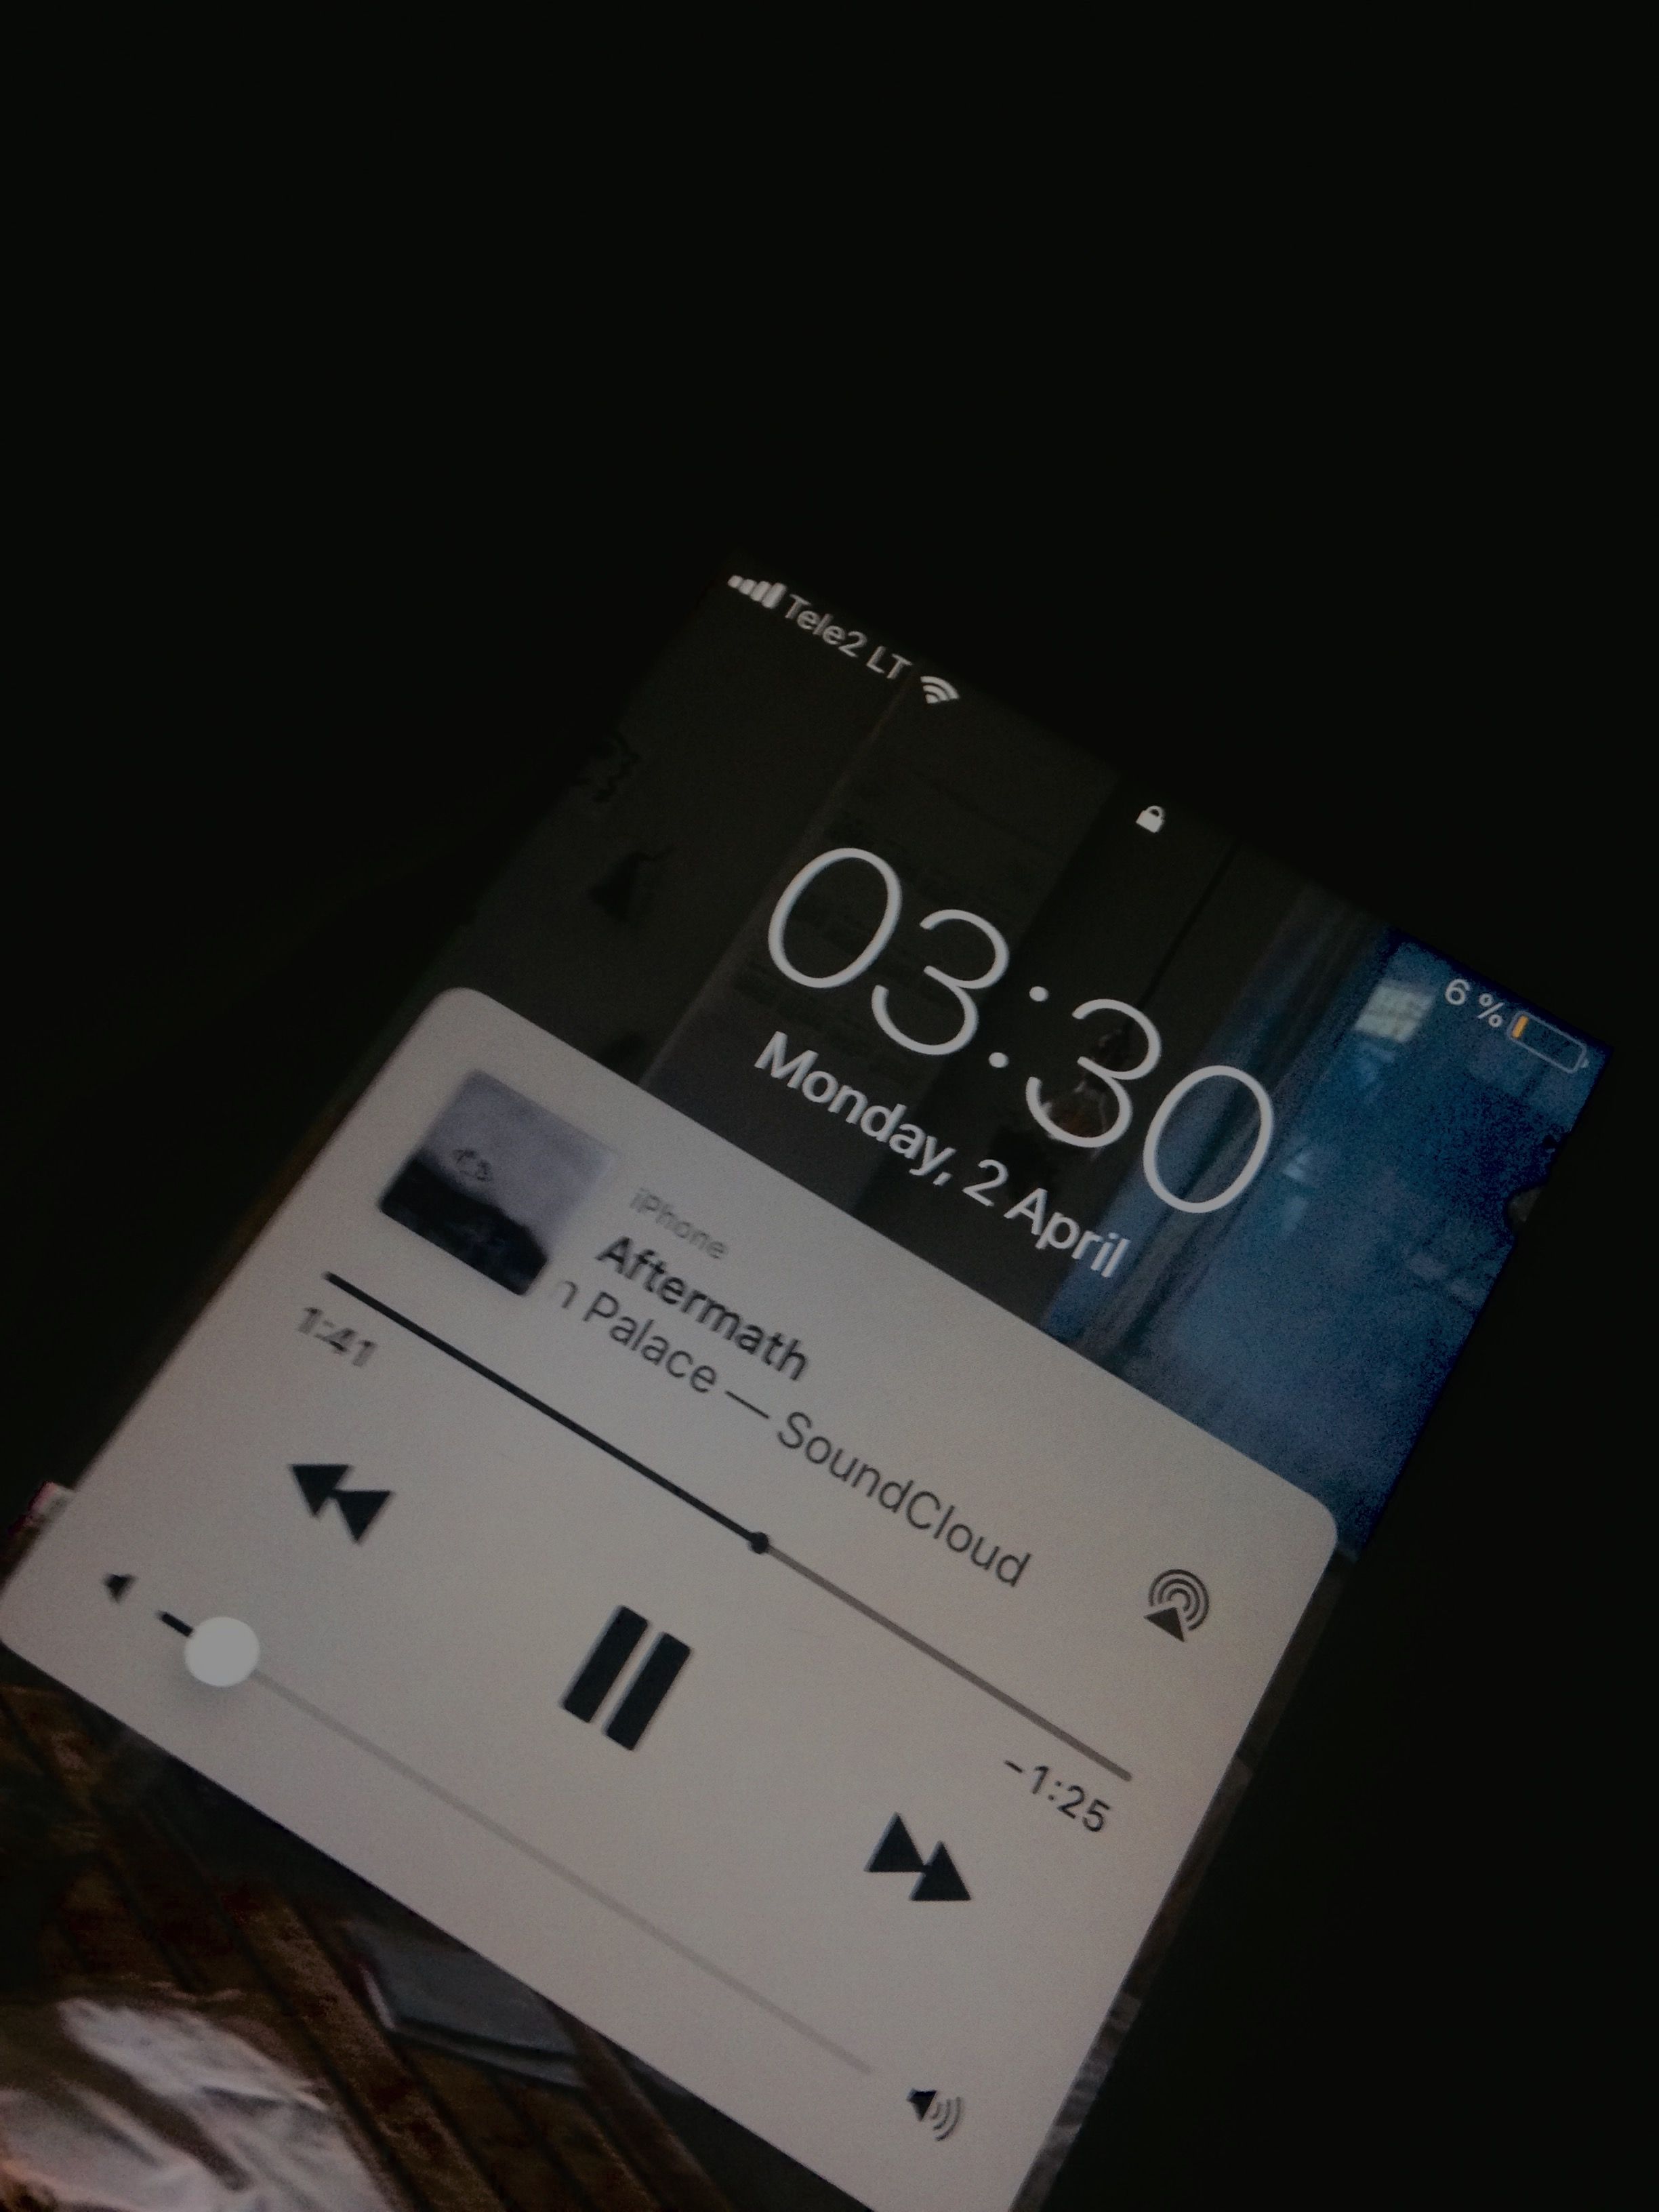 Tele2 LT
6 %
03:30
Monday, 2 April
iPhone
Aftermath
n Palace — SoundCloud
1:41
-1:25